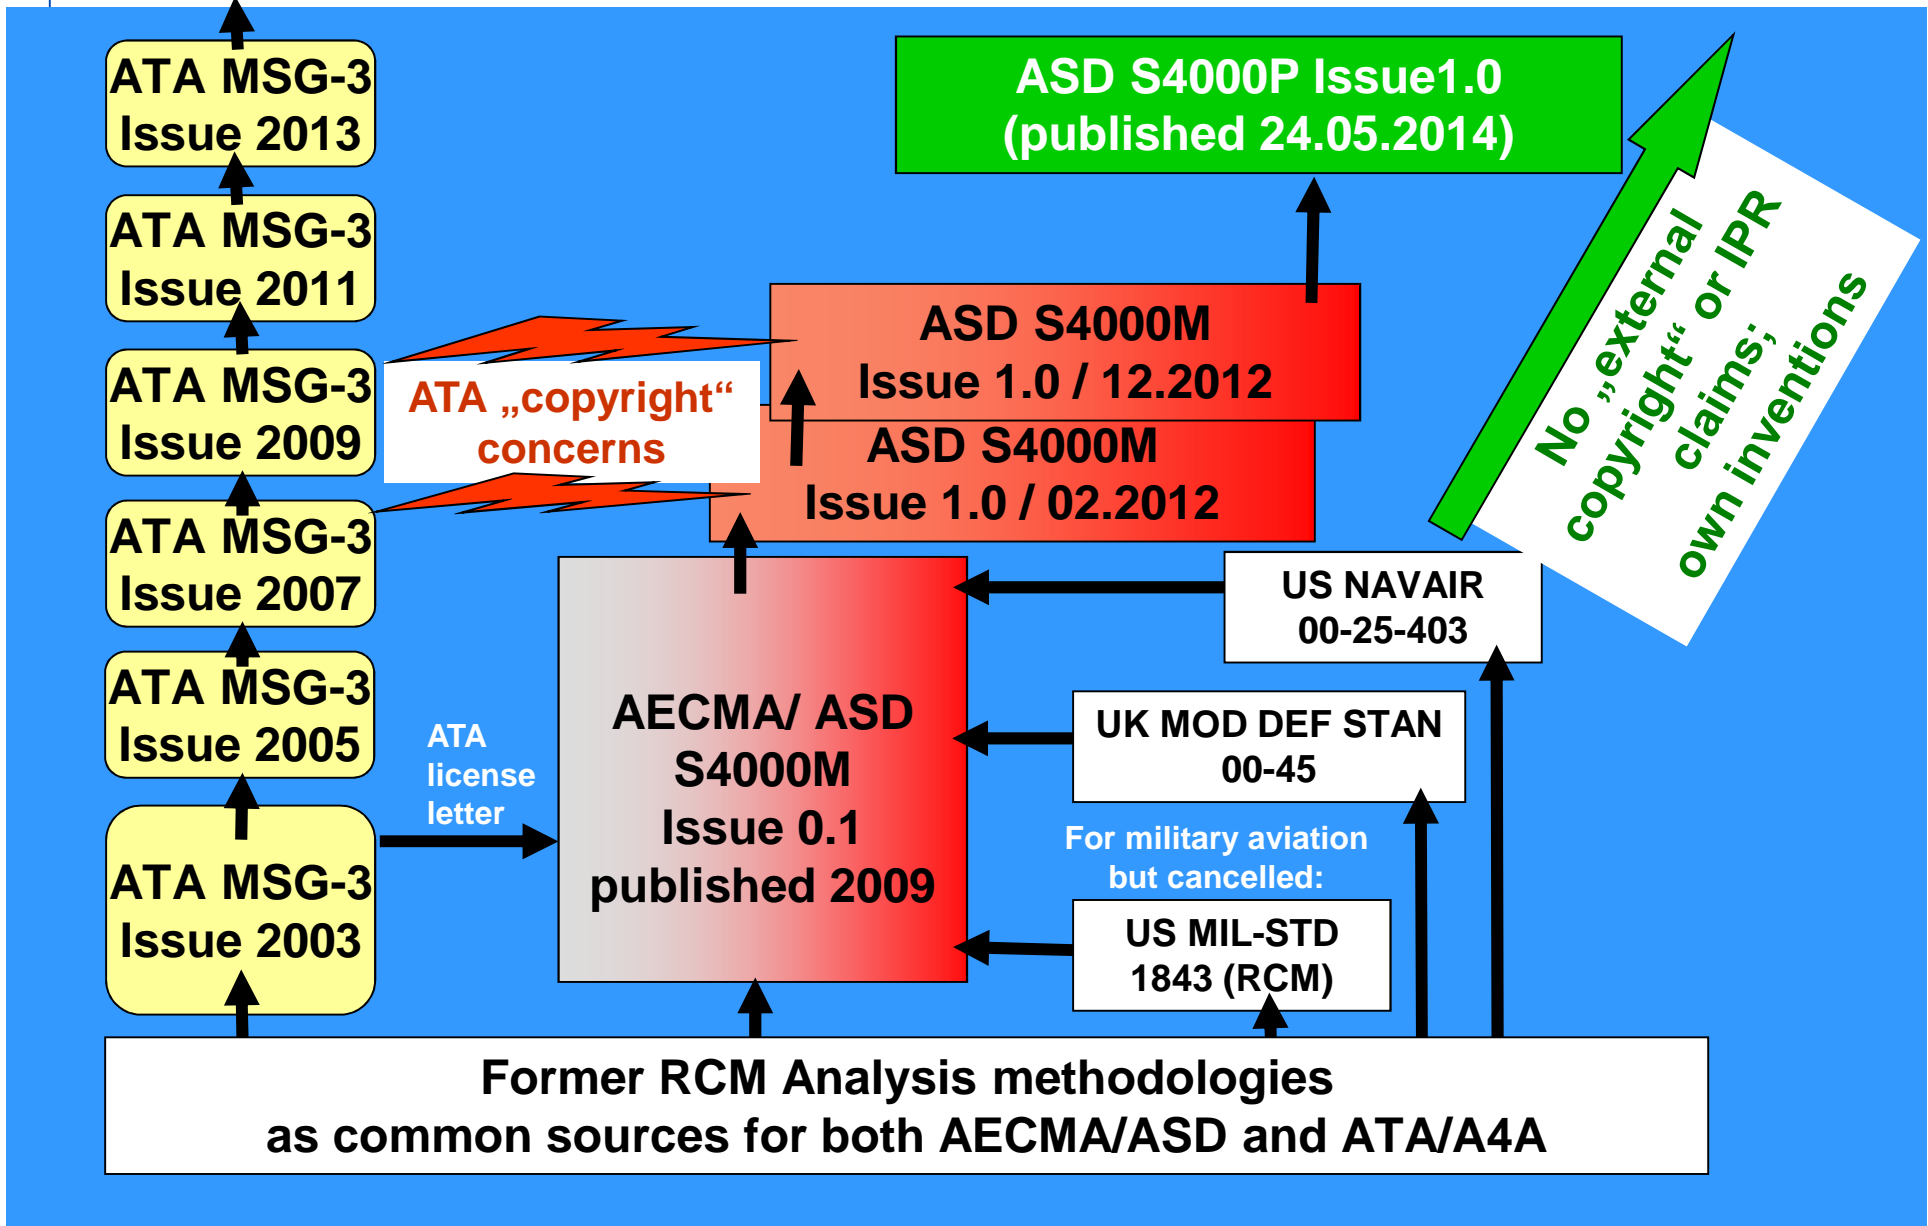 ATA MSG-3
Issue 2013
ATA MSG-3
Issue 2011
ATA MSG-3
Issue 2009
ATA MSG-3
Issue 2007
ATA MSG-3
Issue 2005
ATA MSG-3
Issue 2003
ATA
license
letter
ATA „copyright“
concerns
ASD S4000P Issue1.0
(published 24.05.2014)
ASD S4000M
Issue 1.0 / 12.2012
ASD S4000M
Issue 1.0 / 02.2012
AECMA/ ASD
S4000M
Issue 0.1
published 2009
No „external
copyright“ or IPR
claims;
own inventions
US NAVAIR
00-25-403
UK MOD DEF STAN
00-45
For military aviation
but cancelled:
US MIL-STD
1843 (RCM)
Former RCM Analysis methodologies
as common sources for both AECMA/ASD and ATA/A4A